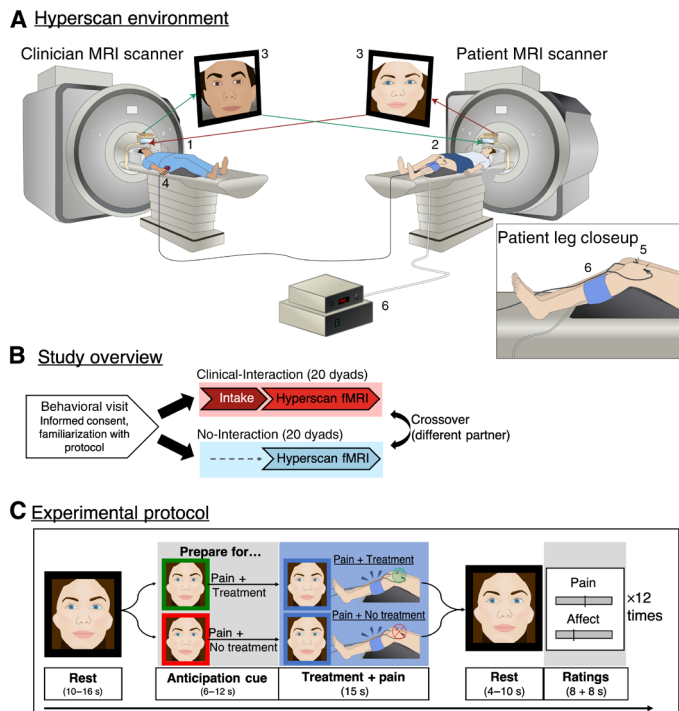 A Hyperscan environment
Clinician MRI scanner
3
3
Patient MRI scanner
1
2
4
Patient leg closeup
5
6
6
B Study overview
Clinical-Interaction (20 dyads)
Intake
Hyperscan fMRI
Behavioral visit
Informed consent,
familiarization with
protocol
Crossover
(different partner)
No-Interaction (20 dyads)
Hyperscan fMRI
C Experimental protocol
Prepare for...
Pain +
Treatment
Pain + Treatment
Pain +
No treatment
Pain + No treatment
Pain
Affect
×12
times
Rest
(10–16 s)
Anticipation cue
(6–12 s)
Treatment + pain
(15 s)
Rest
(4–10 s)
Ratings
(8 + 8 s)